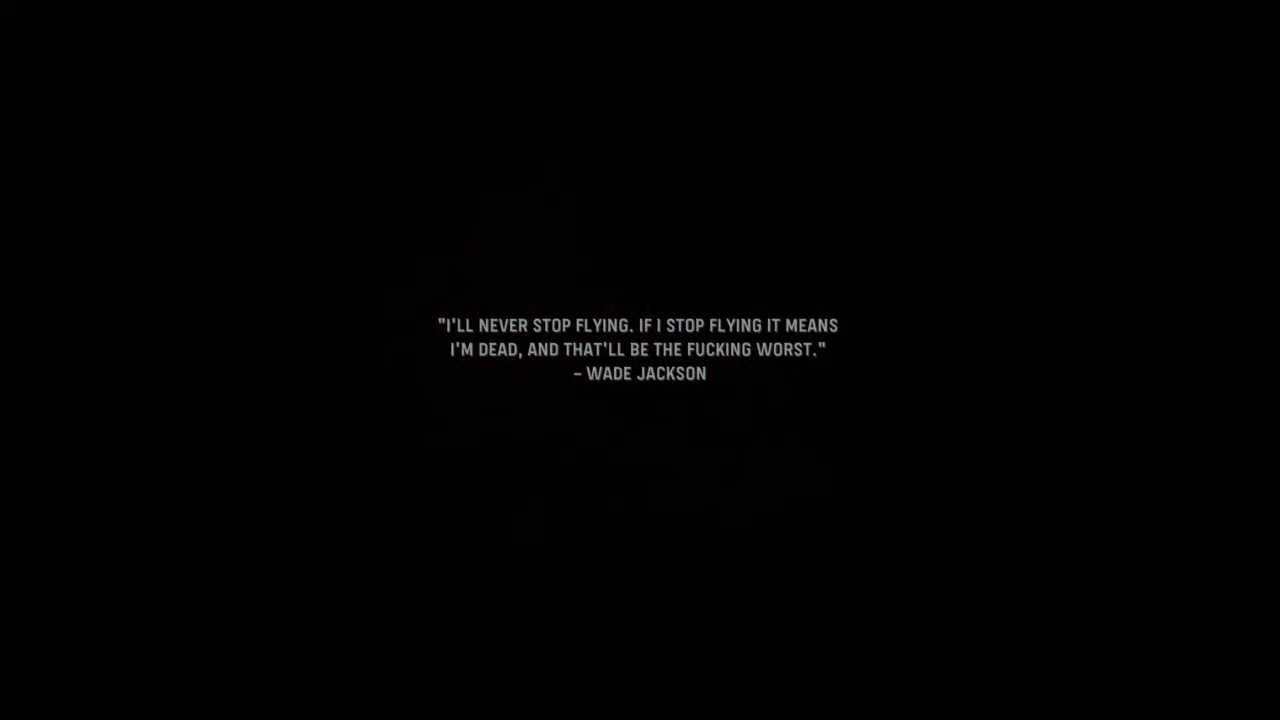 "I'LL NEVER STOP FLYING. IF I STOP FLYING IT MEANS
I'M DEAD, AND THAT'LL BE THE FUCKING WORST."
- WADE JACKSON